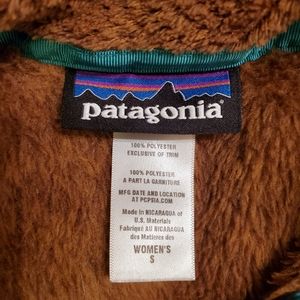 patagonia
100% POLYESTER
EXCLUSIVE OF TRIM
100% POLYESTER
A PART LA GARNITURE
MFG DATE AND LOCATION
AT PCPSIA.COM
Made in NICARAGUA of
U.S. Materials
Fabriqué AU NICARAGUA
des Matières des
WOMEN'S
S